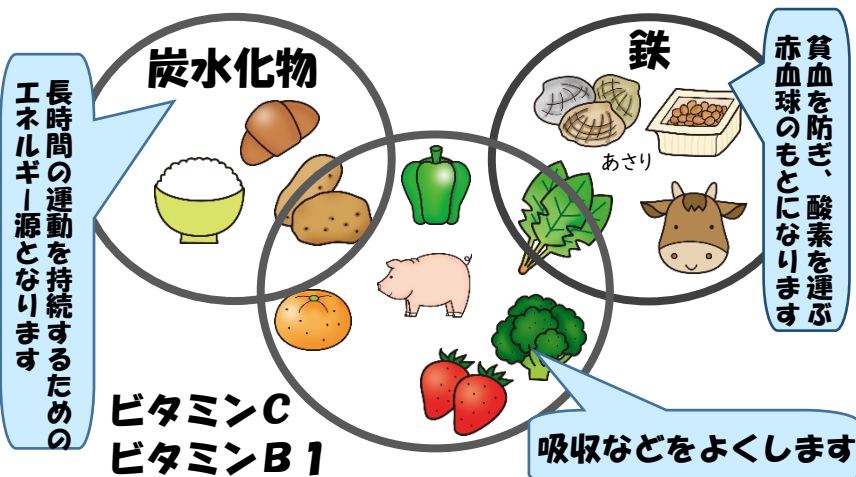 炭水化物
長時間の運動を持続するための
エネルギー源となります
鉄
あさり
貧血を防ぎ、酸素を運ぶ
赤血球のもとになります
ビタミンC
ビタミンB1
吸収などをよくします